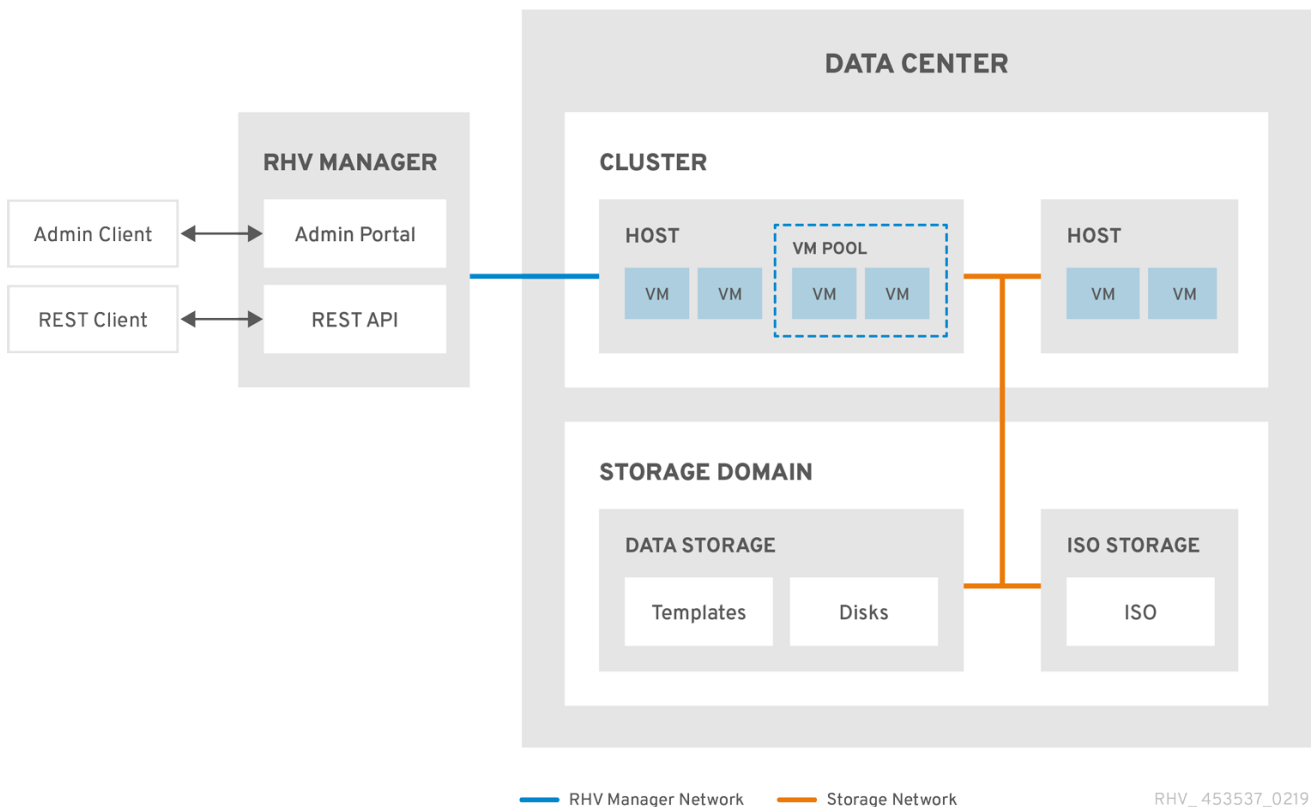 DATA CENTER
RHV MANAGER
Admin Client
Admin Portal
REST Client
REST API
CLUSTER
HOST
VM
VM
VM POOL
VM
VM
HOST
VM
VM
STORAGE DOMAIN
DATA STORAGE
Templates
Disks
ISO STORAGE
ISO
RHV Manager Network
Storage Network
RHV_453537_0219